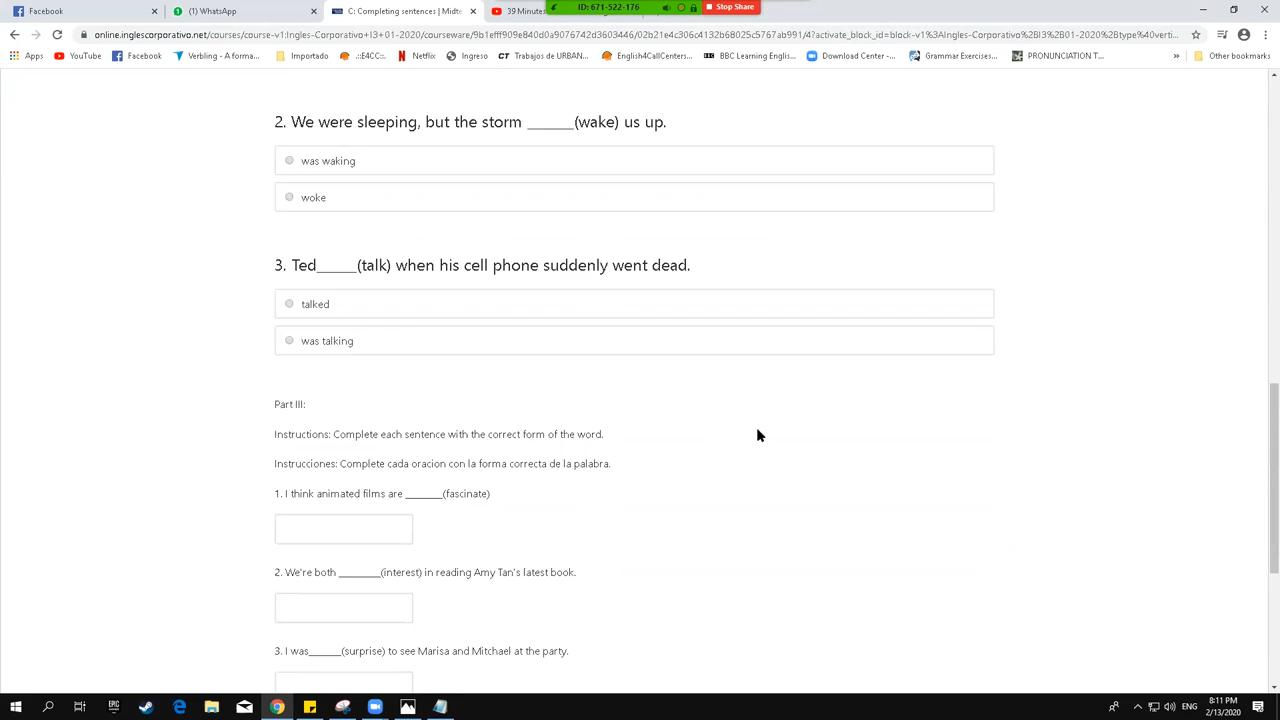 Facebook
(1) WhatsApp
C: Completing sentences | Midte
39 Minutes
ID: 671-522-176
Stop Share
online.inglescorporativo.net/courses/course-v1:Ingles-Corporativo+I3+01-2020/courseware/9b1efff909e840d0a9076742d3603446/02b21e4c306c4132b68025c5767ab991/4?activate_block_id=block-v1%3AIngles-Corporativo%2BI3%2B01-2020%2Btype%40verti...
Apps
YouTube
Facebook
Verbling - A forma...
Importado
.::E4CC::.
Netflix
Ingreso
Trabajos de URBAN...
English4CallCenters...
BBC Learning Englis...
Download Center -...
Grammar Exercises...
PRONUNCIATION T...
»
Other bookmarks
2. We were sleeping, but the storm ______(wake) us up.
was waking
woke
3. Ted_____(talk) when his cell phone suddenly went dead.
talked
was talking
Part III:
Instructions: Complete each sentence with the correct form of the word.
Instrucciones: Complete cada oracion con la forma correcta de la palabra.
1. I think animated films are _______(fascinate)
2. We're both ________(interest) in reading Amy Tan's latest book.
3. I was______(surprise) to see Marisa and Mitchael at the party.
ENG
8:11 PM
2/13/2020